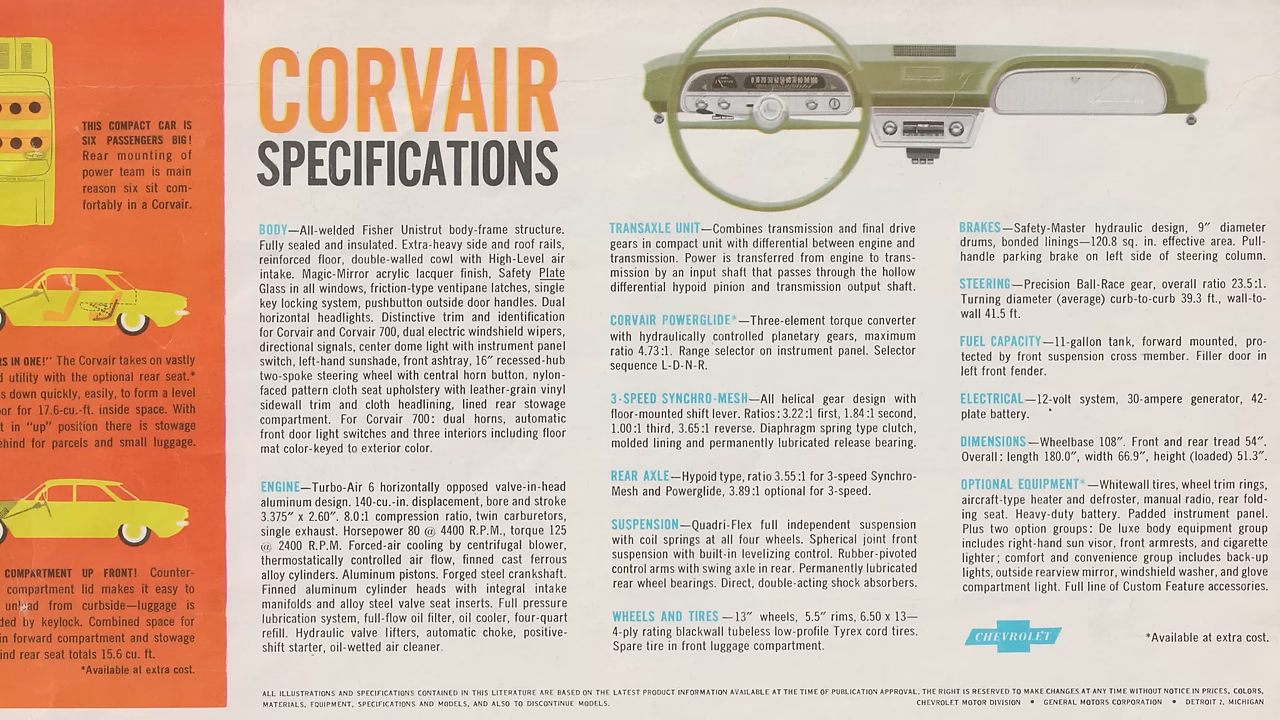 THIS COMPACT CAR IS
SIX PASSENGERS BIG!
Rear mounting of
power team is main
reason six sit com-
fortably in a Corvair.
RS IN ONE!" The Corvair takes on vastly
utility with the optional rear seat.*
s down quickly, easily, to form a level
or for 17.6-cu.-ft. inside space. With
t in "up" position there is stowage
ehind for parcels and small luggage.
COMPARTMENT UP FRONT! Counter-
compartment lid makes it easy to
unload from curbside—luggage is
ded by keylock. Combined space for
in forward compartment and stowage
ind rear seat totals 15.6 cu. ft.
*Available at extra cost.
CORVAIR
SPECIFICATIONS
BODY—All-welded Fisher Unistrut body-frame structure.
Fully sealed and insulated. Extra-heavy side and roof rails,
reinforced floor, double-walled cowl with High-Level air
intake. Magic-Mirror acrylic lacquer finish, Safety Plate
Glass in all windows, friction-type ventipane latches, single
key locking system, pushbutton outside door handles. Dual
horizontal headlights. Distinctive trim and identification
for Corvair and Corvair 700, dual electric windshield wipers,
directional signals, center dome light with instrument panel
switch, left-hand sunshade, front ashtray, 16" recessed-hub
two-spoke steering wheel with central horn button, nylon-
faced pattern cloth seat upholstery with leather-grain vinyl
sidewall trim and cloth headlining, lined rear stowage
compartment. For Corvair 700: dual horns, automatic
front door light switches and three interiors including floor
mat color-keyed to exterior color.
ENGINE—Turbo-Air 6 horizontally opposed valve-in-head
aluminum design. 140-cu.-in. displacement, bore and stroke
3.375" x 2.60". 8.0:1 compression ratio, twin carburetors,
single exhaust. Horsepower 80 @ 4400 R.P.M., torque 125
@ 2400 R.P.M. Forced-air cooling by centrifugal blower,
thermostatically controlled air flow, finned cast ferrous
alloy cylinders. Aluminum pistons. Forged steel crankshaft.
Finned aluminum cylinder heads with integral intake
manifolds and alloy steel valve seat inserts. Full pressure
lubrication system, full-flow oil filter, oil cooler, four-quart
refill. Hydraulic valve lifters, automatic choke, positive-
shift starter, oil-wetted air cleaner.
TRANSAXLE UNIT—Combines transmission and final drive
gears in compact unit with differential between engine and
transmission. Power is transferred from engine to trans-
mission by an input shaft that passes through the hollow
differential hypoid pinion and transmission output shaft.
CORVAIR POWERGLIDE*—Three-element torque converter
with hydraulically controlled planetary gears, maximum
ratio 4.73:1. Range selector on instrument panel. Selector
sequence L-D-N-R.
3-SPEED SYNCHRO-MESH—All helical gear design with
floor-mounted shift lever. Ratios: 3.22:1 first, 1.84:1 second,
1.00:1 third, 3.65:1 reverse. Diaphragm spring type clutch,
molded lining and permanently lubricated release bearing.
REAR AXLE—Hypoid type, ratio 3.55:1 for 3-speed Synchro-
Mesh and Powerglide, 3.89:1 optional for 3-speed.
SUSPENSION—Quadri-Flex full independent suspension
with coil springs at all four wheels. Spherical joint front
suspension with built-in levelizing control. Rubber-pivoted
control arms with swing axle in rear. Permanently lubricated
rear wheel bearings. Direct, double-acting shock absorbers.
WHEELS AND TIRES—13" wheels, 5.5" rims, 6.50 x 13—
4-ply rating blackwall tubeless low-profile Tyrex cord tires.
Spare tire in front luggage compartment.
BRAKES—Safety-Master hydraulic design, 9" diameter
drums, bonded linings—120.8 sq. in. effective area. Pull-
handle parking brake on left side of steering column.
STEERING—Precision Ball-Race gear, overall ratio 23.5:1.
Turning diameter (average) curb-to-curb 39.3 ft., wall-to-
wall 41.5 ft.
FUEL CAPACITY—11-gallon tank, forward mounted, pro-
tected by front suspension cross member. Filler door in
left front fender.
ELECTRICAL—12-volt system, 30-ampere generator, 42-
plate battery.
DIMENSIONS—Wheelbase 108". Front and rear tread 54".
Overall: length 180.0", width 66.9", height (loaded) 51.3".
OPTIONAL EQUIPMENT*—Whitewall tires, wheel trim rings,
aircraft-type heater and defroster, manual radio, rear fold-
ing seat. Heavy-duty battery. Padded instrument panel.
Plus two option groups: De luxe body equipment group
includes right-hand sun visor, front armrests, and cigarette
lighter; comfort and convenience group includes back-up
lights, outside rearview mirror, windshield washer, and glove
compartment light. Full line of Custom Feature accessories.
CHEVROLET
*Available at extra cost.
ALL ILLUSTRATIONS AND SPECIFICATIONS CONTAINED IN THIS LITERATURE ARE BASED ON THE LATEST PRODUCT INFORMATION AVAILABLE AT THE TIME OF PUBLICATION APPROVAL. THE RIGHT IS RESERVED TO MAKE CHANGES AT ANY TIME WITHOUT NOTICE IN PRICES, COLORS,
MATERIALS, EQUIPMENT, SPECIFICATIONS AND MODELS, AND ALSO TO DISCONTINUE MODELS.
CHEVROLET MOTOR DIVISION • GENERAL MOTORS CORPORATION • DETROIT 2, MICHIGAN